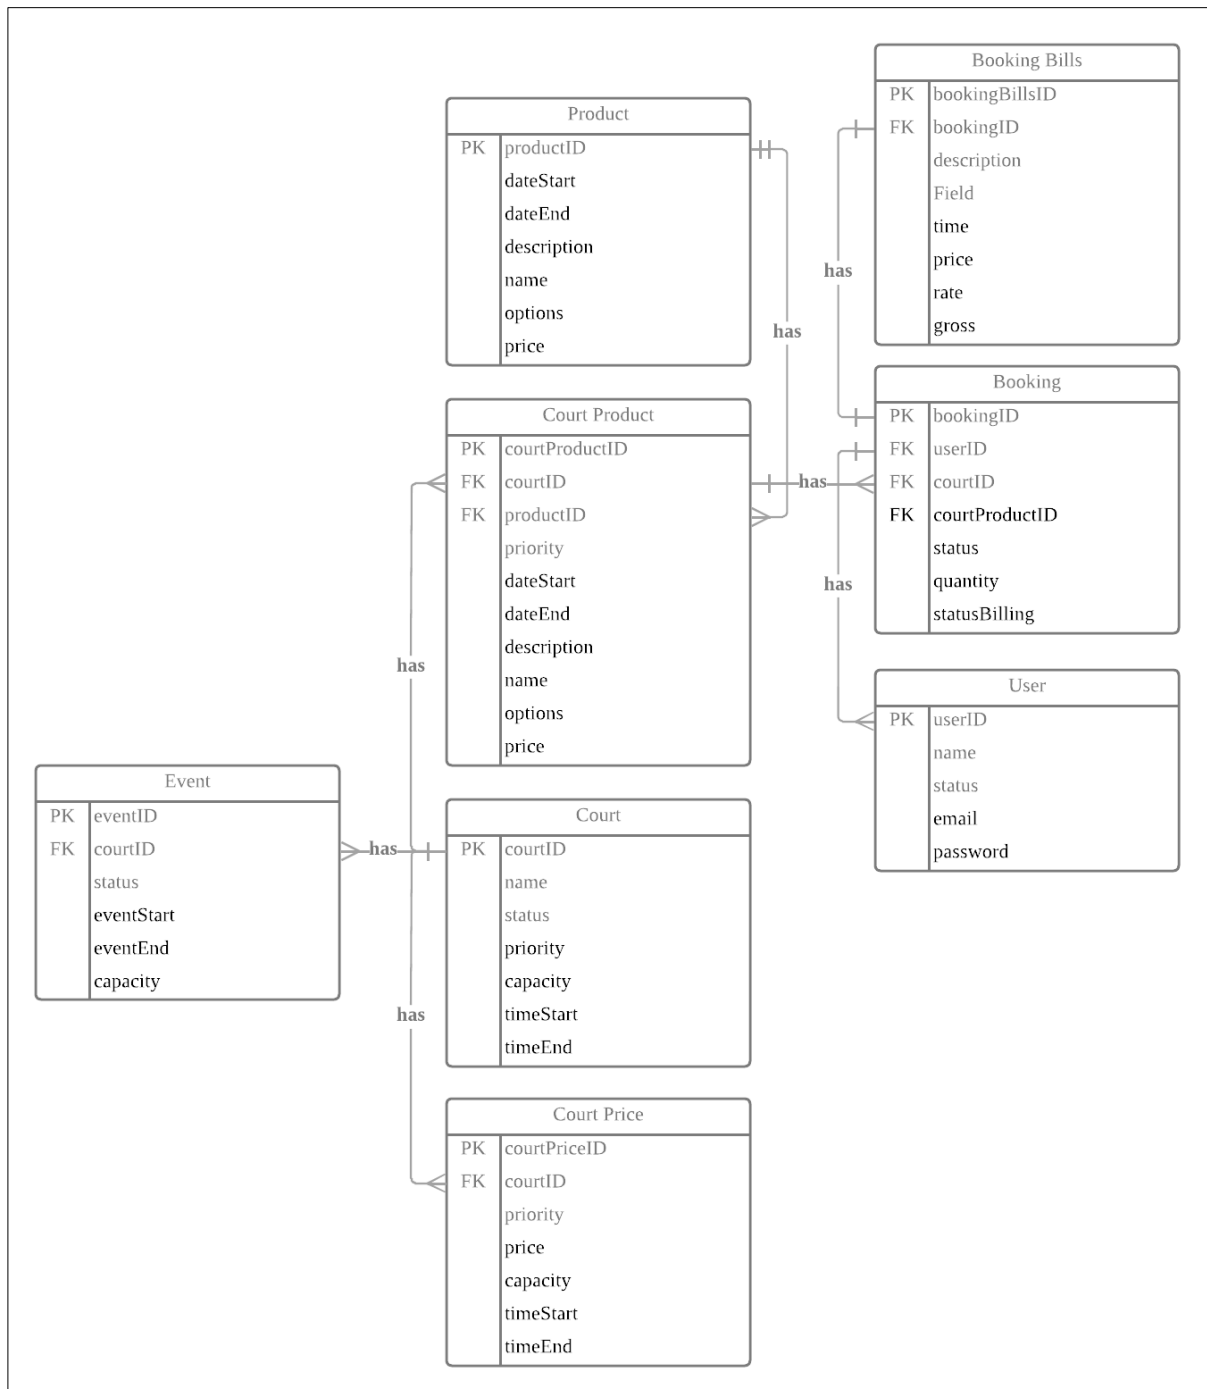 Product
PK productID
dateStart
dateEnd
description
name
options
price
has
Booking Bills
PK bookingBillsID
FK bookingID
description
Field
time
price
rate
gross
has
Court Product
PK courtProductID
FK courtID
FK productID
priority
dateStart
dateEnd
description
name
options
price
has
Booking
PK bookingID
FK userID
FK courtID
FK courtProductID
status
quantity
statusBilling
has
User
PK userID
name
status
email
password
has
Event
PK eventID
FK courtID
status
eventStart
eventEnd
capacity
has
Court
PK courtID
name
status
priority
capacity
timeStart
timeEnd
has
Court Price
PK courtPriceID
FK courtID
priority
price
capacity
timeStart
timeEnd